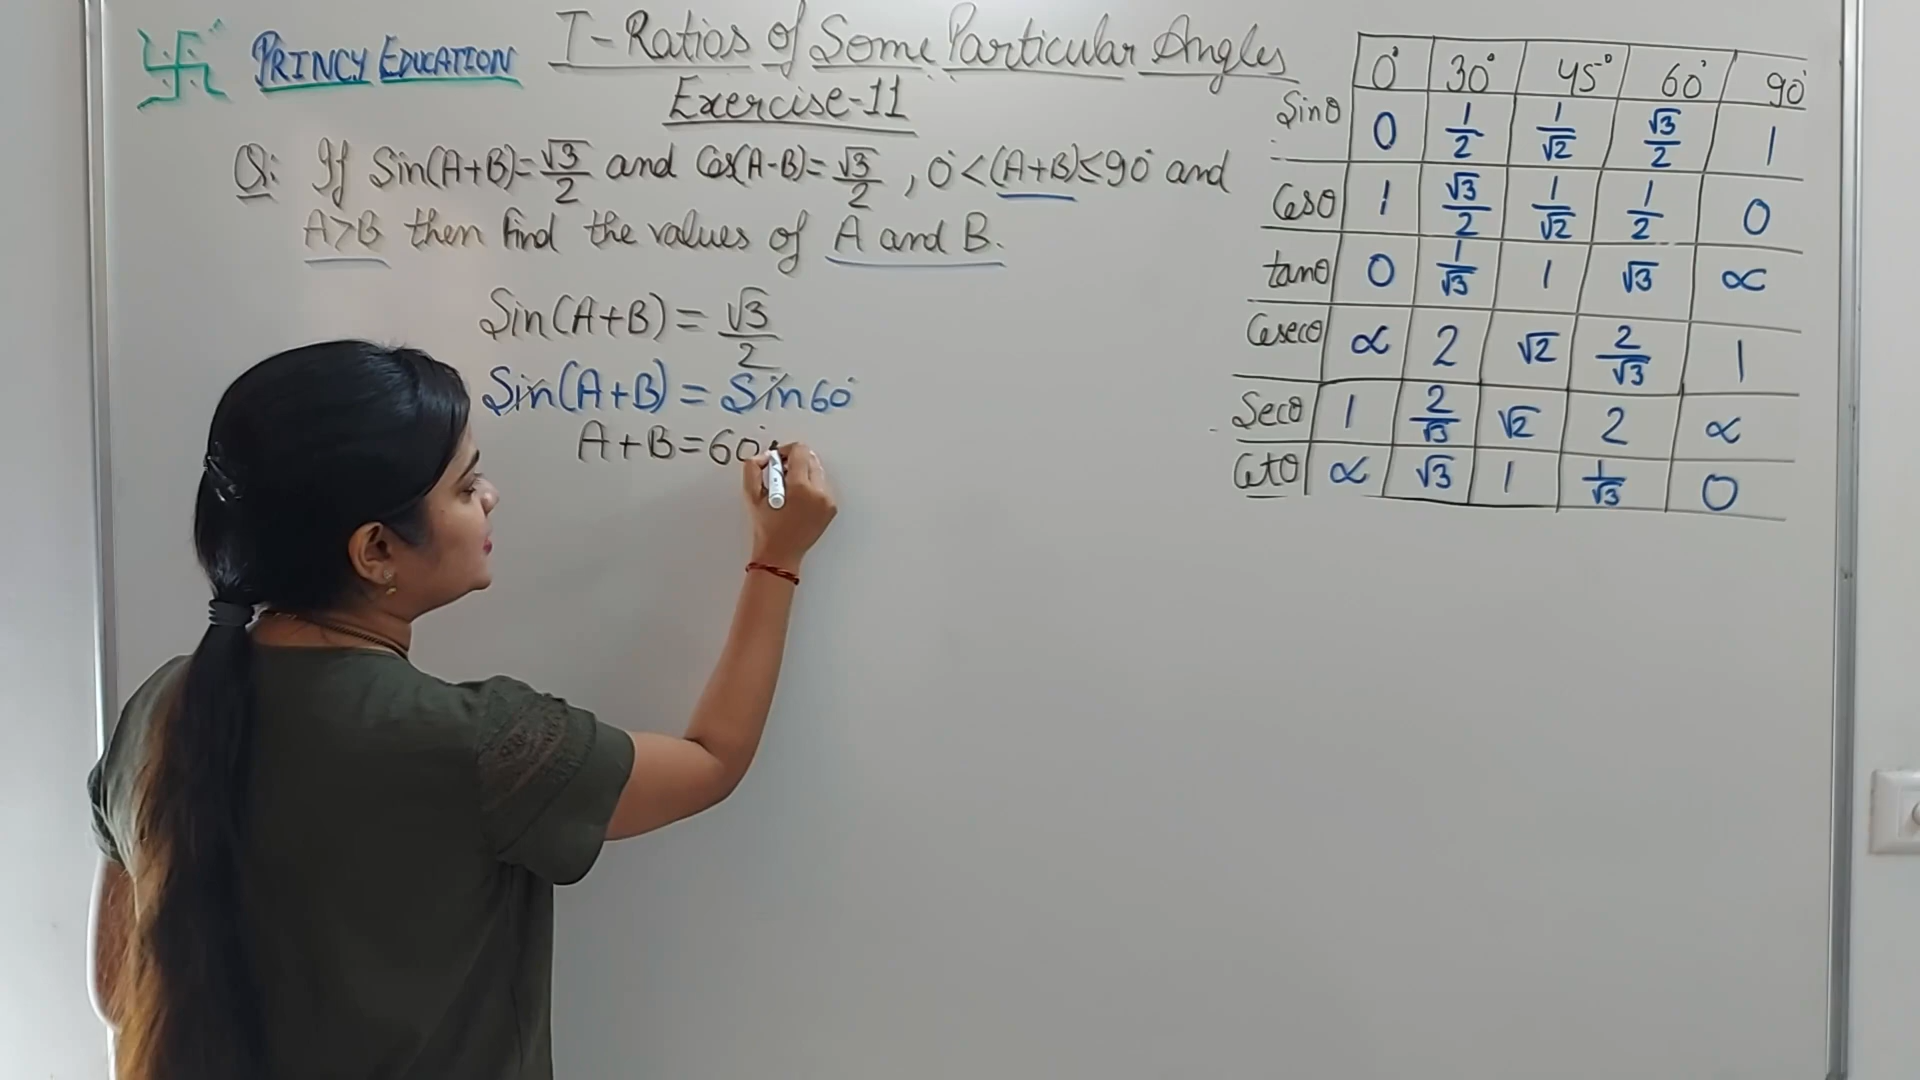 PRINCY EDUCATION
T-Ratios of Some Particular Angles
Exercise-11
Q: If Sin(A+B)=√3/2 and Cos(A-B)=√3/2, 0°<(A+B)≤90° and
A>B then find the values of A and B.
Sin(A+B) = √3/2
Sin(A+B) = Sin60°
A+B=60°
0° 30° 45° 60° 90°
Sinθ 0 1/2 1/√2 √3/2 1
Cosθ 1 √3/2 1/√2 1/2 0
tanθ 0 1/√3 1 √3 ∝
Cosecθ ∝ 2 √2 2/√3 1
Secθ 1 2/√3 √2 2 ∝
Cotθ ∝ √3 1 1/√3 0